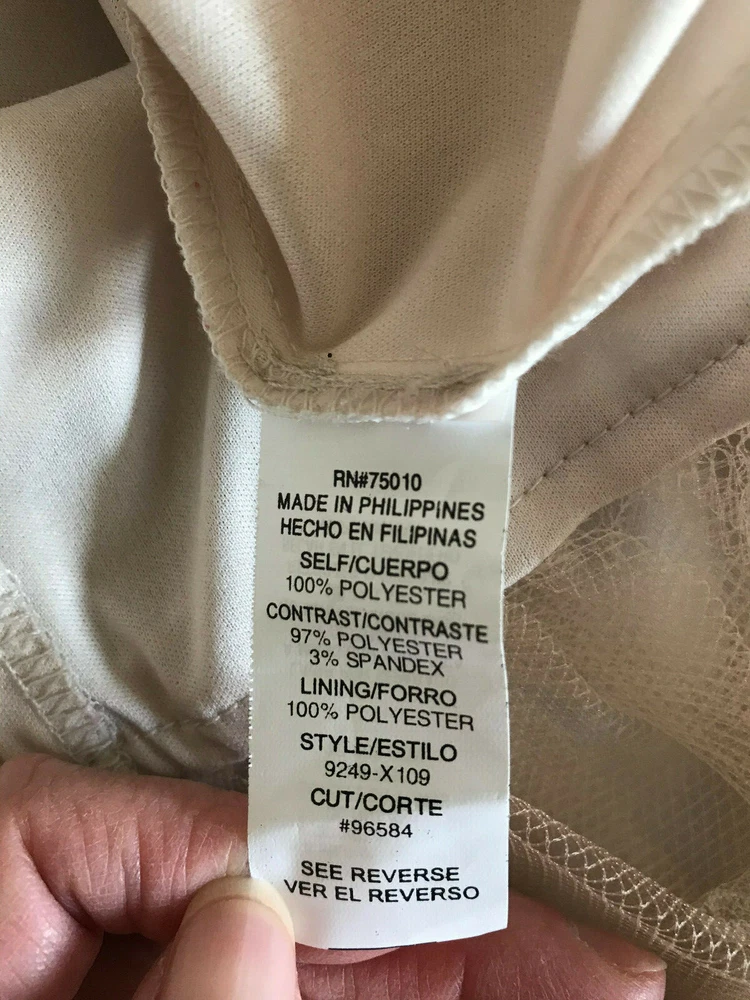 RN#75010
MADE IN PHILIPPINES
HECHO EN FILIPINAS
SELF/CUERPO
100% POLYESTER
CONTRAST/CONTRASTE
97% POLYESTER
3% SPANDEX
LINING/FORRO
100% POLYESTER
STYLE/ESTILO
9249-X109
CUT/CORTE
#96584
SEE REVERSE
VER EL REVERSO